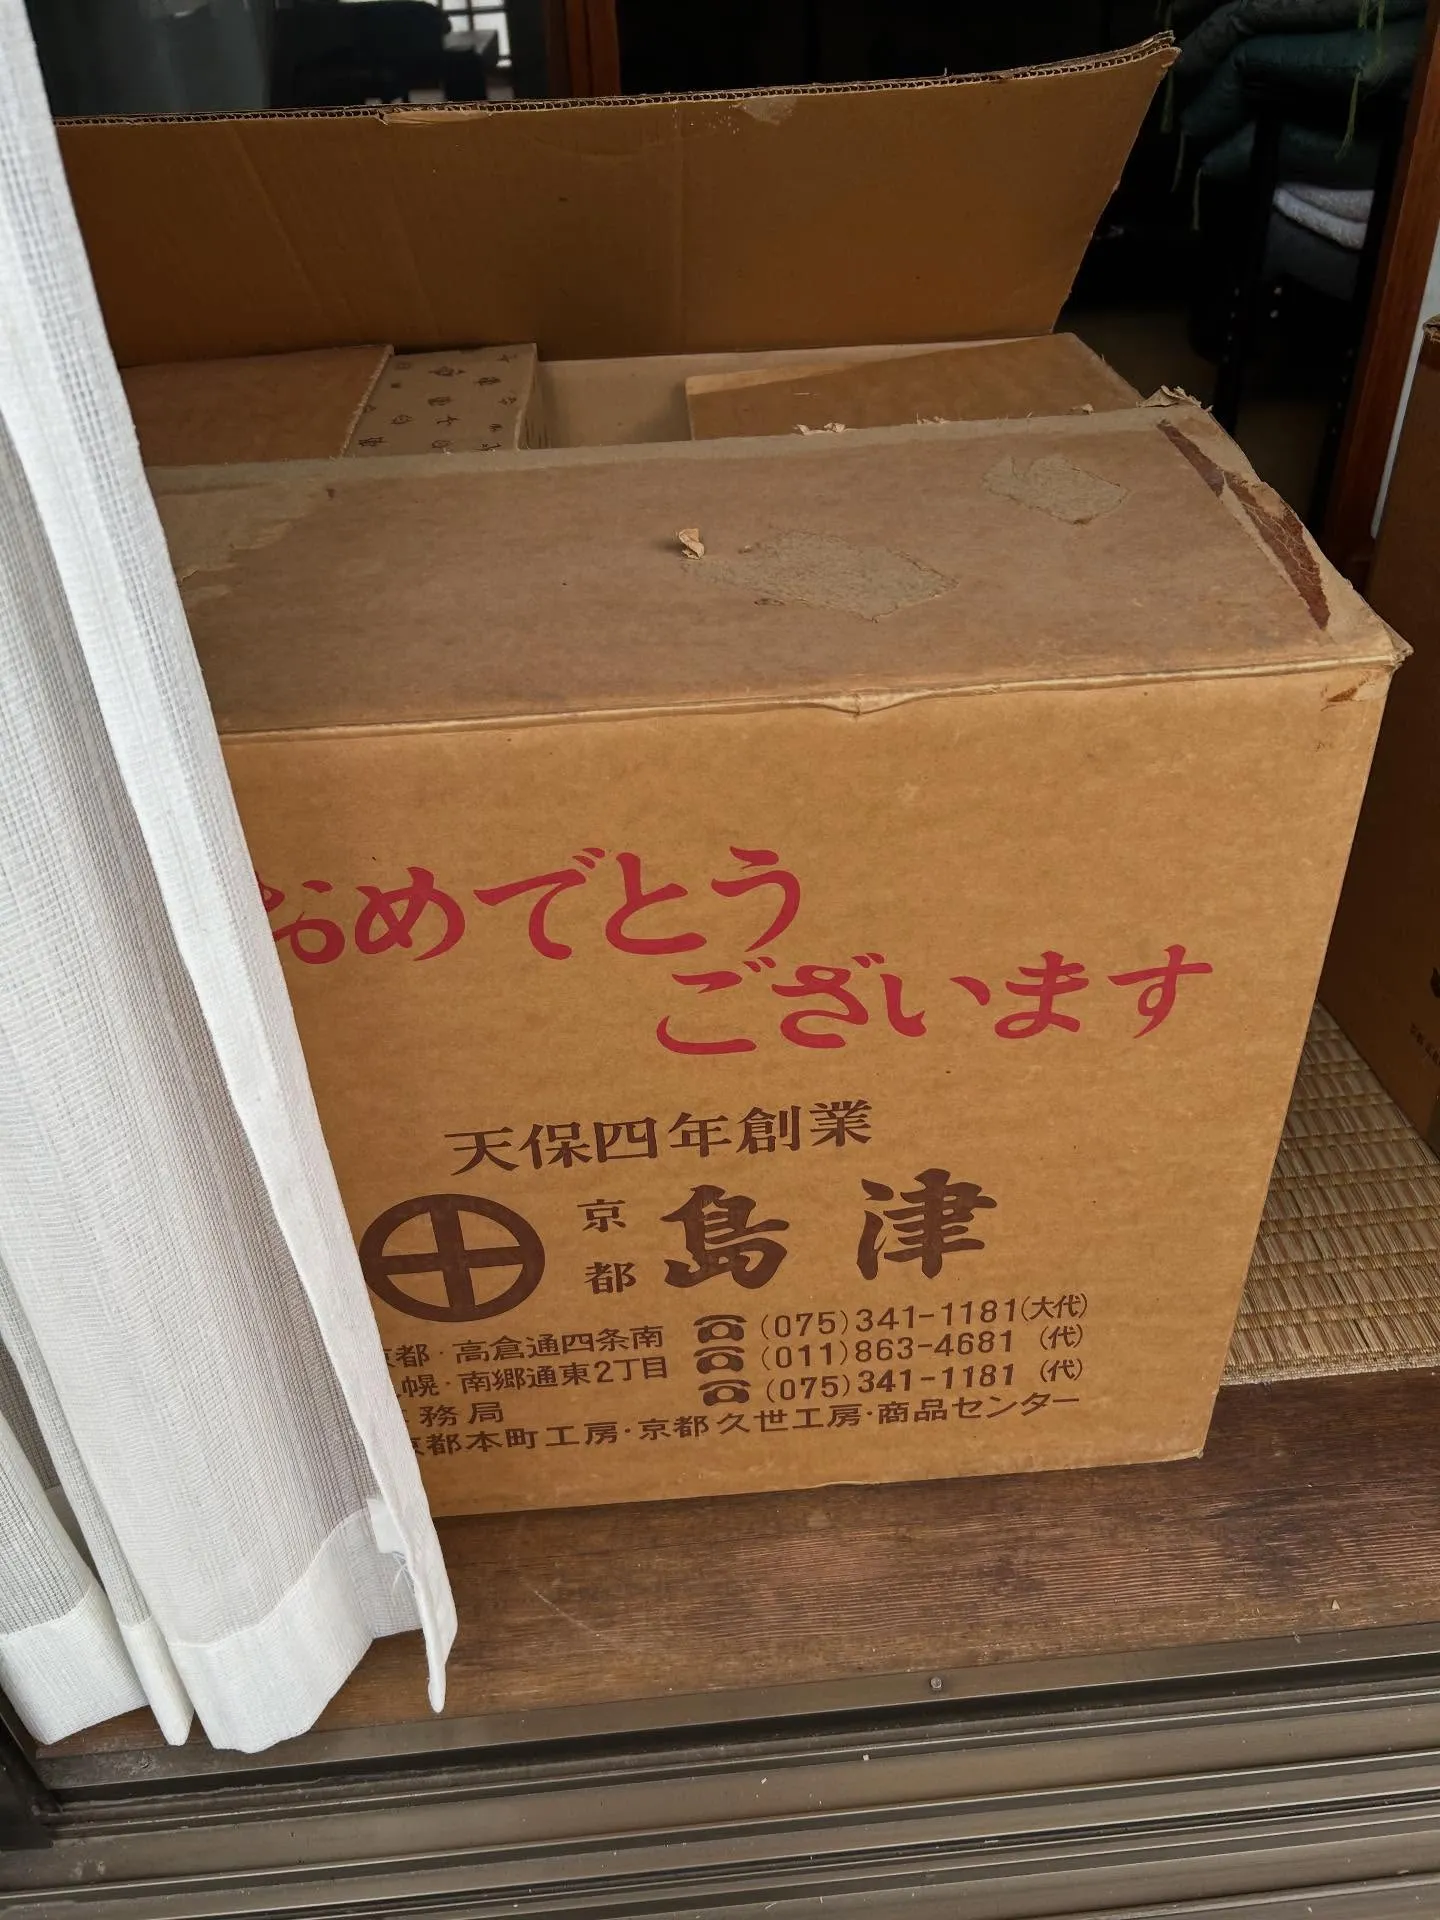 おめでとう
ございます
天保四年創業
京都 島津
都・高倉通四条南 ☎(075)341-1181(大代)
幌・南郷通東2丁目 ☎(011)863-4681(代)
務局 ☎(075)341-1181(代)
都本町工房・京都久世工房・商品センター